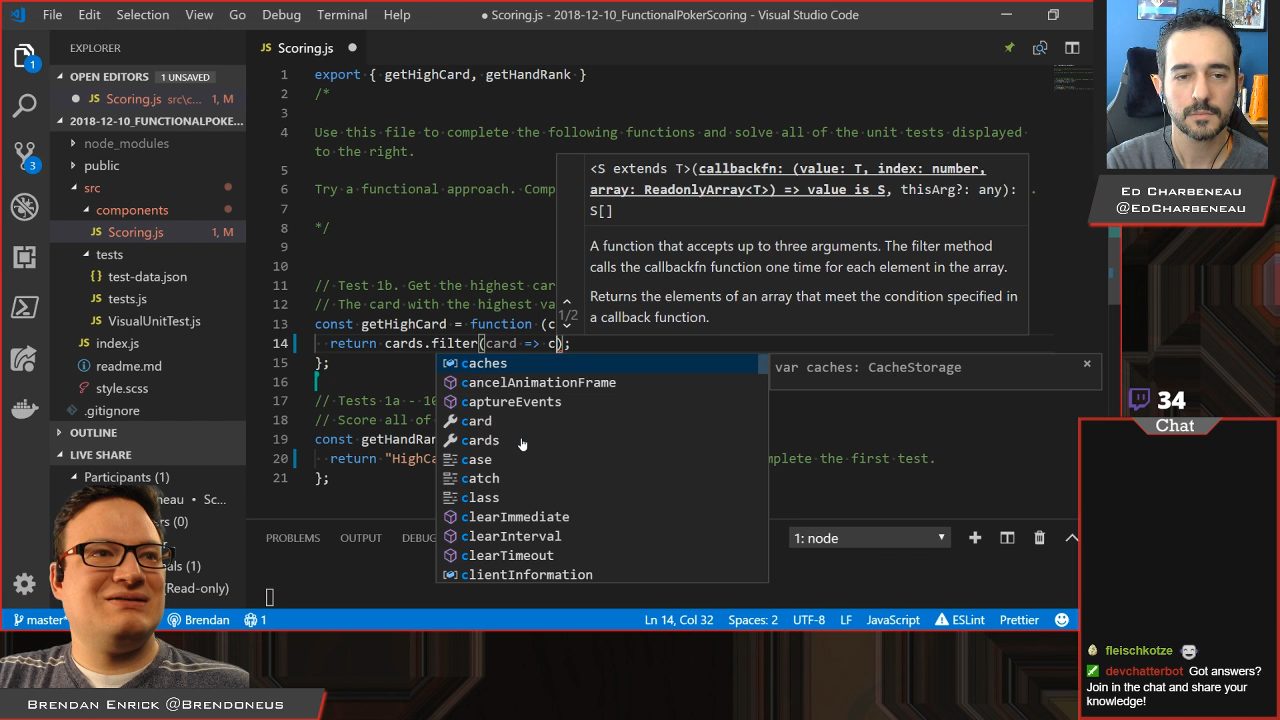 File Edit Selection View Go Debug Terminal Help
● Scoring.js - 2018-12-10_FunctionalPokerScoring - Visual Studio Code
EXPLORER
OPEN EDITORS 1 UNSAVED
JS Scoring.js src\c... 1, M
2018-12-10_FUNCTIONALPOKE...
node_modules
public
src
components
JS Scoring.js 1, M
tests
{} test-data.json
JS tests.js
JS VisualUnitTest.js
JS index.js
readme.md
style.scss
.gitignore
OUTLINE
LIVE SHARE
Participants (1)
(Read-only)
1
3
JS Scoring.js ●
1 export { getHighCard, getHandRank }
2 /*
3
4 Use this file to complete the following functions and solve all of the unit tests displayed
to the right.
5
6 Try a functional approach. Comp
7
8 */
9
10
11 // Test 1b. Get the highest car
12 // The card with the highest va
13 const getHighCard = function (c
14 return cards.filter(card => c);
15 };
16
17 // Tests 1a - 10
18 // Score all of
19 const getHandRan
20 return "HighCa mplete the first test.
21 };
<S extends T>(callbackfn: (value: T, index: number,
array: ReadonlyArray<T>) => value is S, thisArg?: any):
S[]
A function that accepts up to three arguments. The filter method
calls the callbackfn function one time for each element in the array.
Returns the elements of an array that meet the condition specified in
a callback function.
1/2
caches
cancelAnimationFrame
captureEvents
card
cards
case
catch
class
clearImmediate
clearInterval
clearTimeout
clientInformation
var caches: CacheStorage
PROBLEMS OUTPUT DEBUG 1: node
master* Brendan 1 Ln 14, Col 32 Spaces: 2 UTF-8 LF JavaScript ESLint Prettier
Ed Charbeneau
@EdCharbeneau
34
Chat
fleischkotze
devchatterbot Got answers?
Join in the chat and share your
knowledge!
Brendan Enrick @Brendoneus